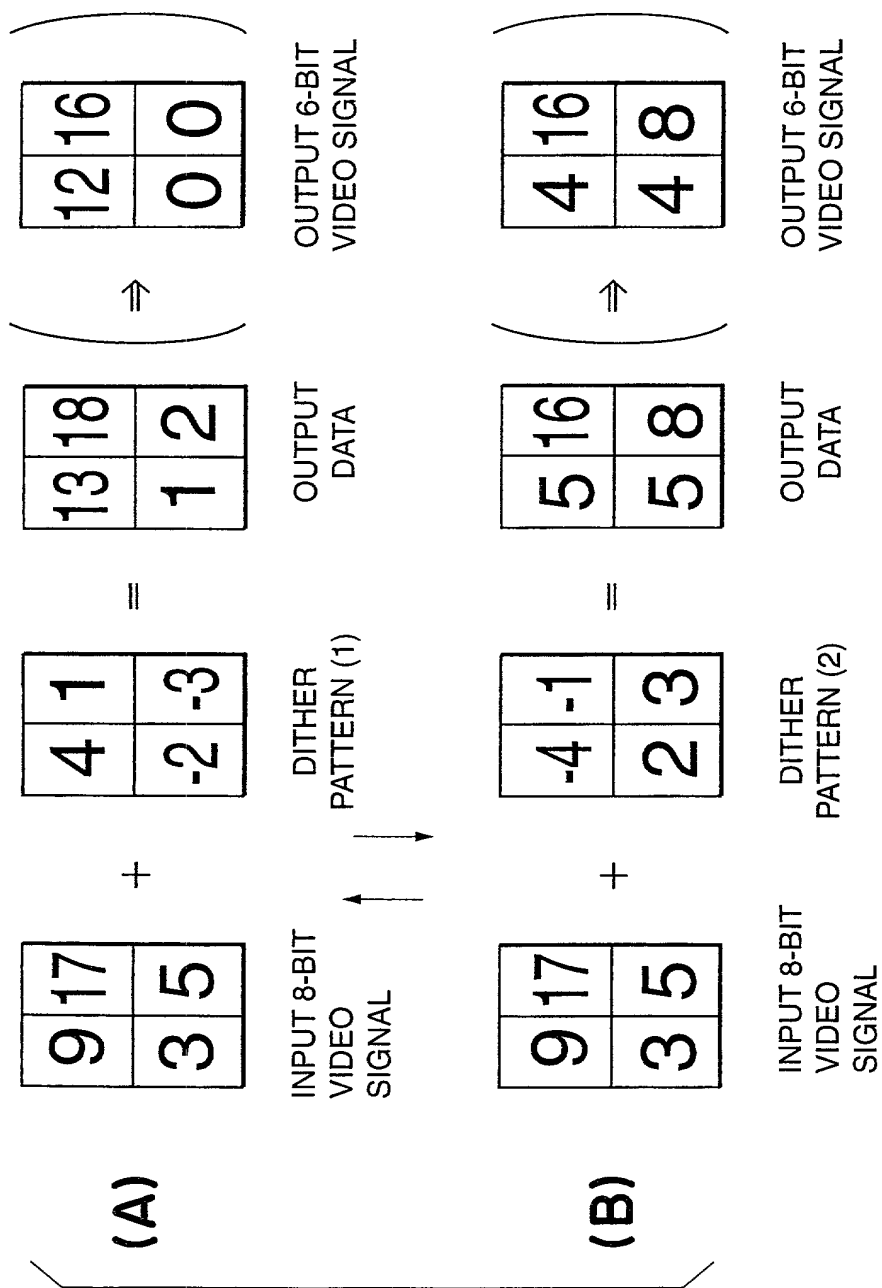 (A)
9 17 + 4 1 = 13 18 ( ⇒ 12 16 )
3 5 -2 -3 1 2 0 0
INPUT 8-BIT
VIDEO
SIGNAL
DITHER
PATTERN (1)
OUTPUT
DATA
OUTPUT 6-BIT
VIDEO SIGNAL
(B)
9 17 + -4 -1 = 5 16 ( ⇒ 4 16 )
3 5 2 3 5 8 4 8
INPUT 8-BIT
VIDEO
SIGNAL
DITHER
PATTERN (2)
OUTPUT
DATA
OUTPUT 6-BIT
VIDEO SIGNAL